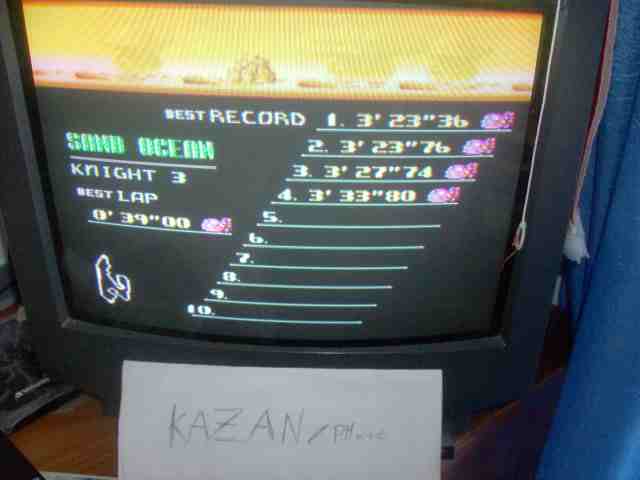 BEST RECORD 1. 3' 23"36
2. 3' 23"76
SAND OCEAN
3. 3' 27"74
KNIGHT 3
4. 3' 33"80
BEST LAP
0' 39"00
5.
6.
7.
8.
9.
10.
KAZAN/